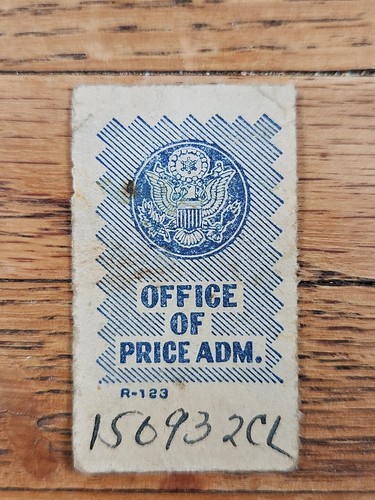 OFFICE
OF
PRICE ADM.
R-123
150932CL